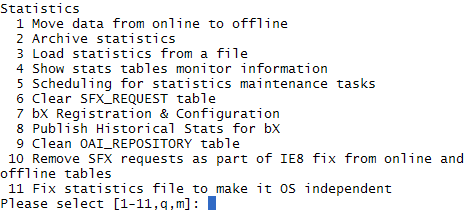 Statistics
1 Move data from online to offline
2 Archive statistics
3 Load statistics from a file
4 Show stats tables monitor information
5 Scheduling for statistics maintenance tasks
6 Clear SFX_REQUEST table
7 bX Registration & Configuration
8 Publish Historical Stats for bX
9 Clean OAI_REPOSITORY table
10 Remove SFX requests as part of IE8 fix from online and
offline tables
11 Fix statistics file to make it OS independent
Please select [1-11,q,m]: